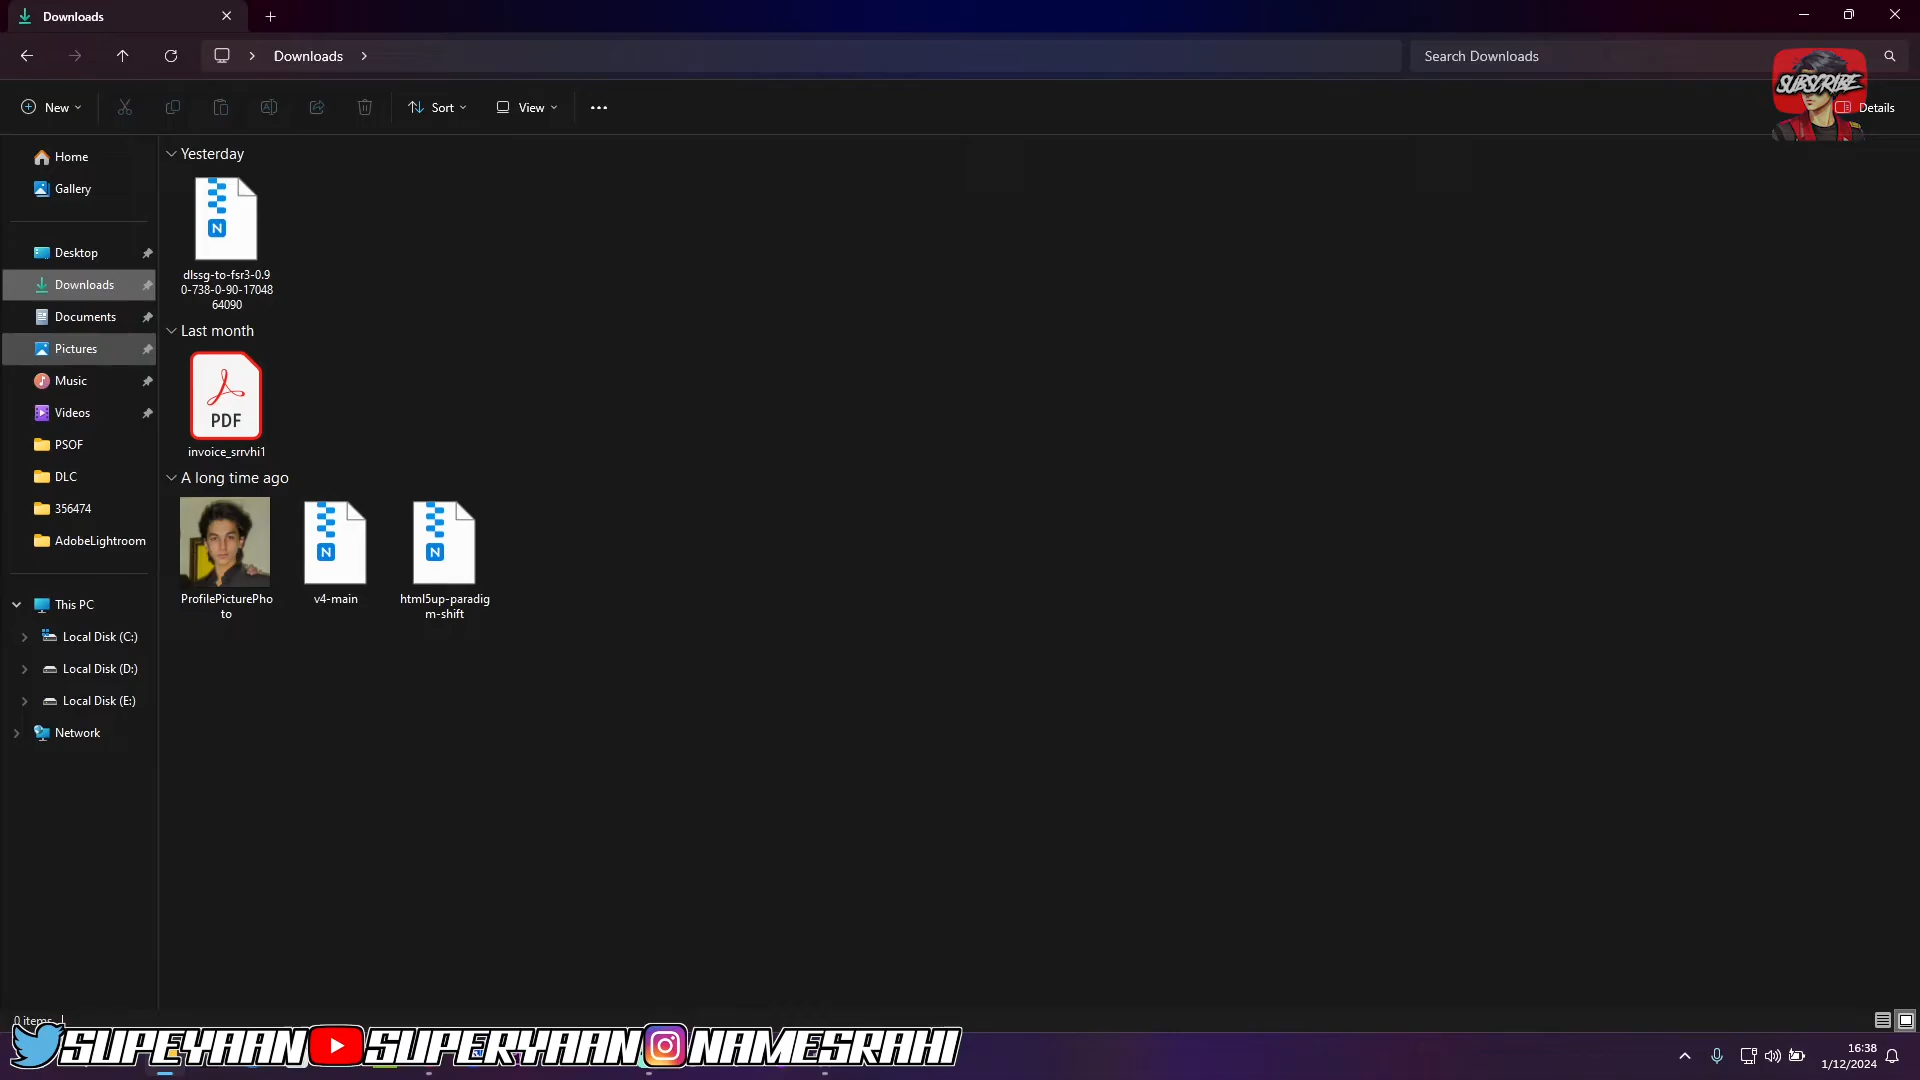 Downloads
Downloads
Search Downloads
SUBSCRIBE
New
Sort
View
Details
Home
Gallery
Desktop
Downloads
Documents
Pictures
Music
Videos
PSOF
DLC
356474
AdobeLightroom
This PC
Local Disk (C:)
Local Disk (D:)
Local Disk (E:)
Network
Yesterday
N
dlssg-to-fsr3-0.9
0-738-0-90-17048
64090
Last month
PDF
invoice_srrvhi1
A long time ago
ProfilePicturePho
to
N
v4-main
N
html5up-paradig
m-shift
0 items
SUPEYAAN
SUPERYAAN
NAMESRAHI
16:38
1/12/2024